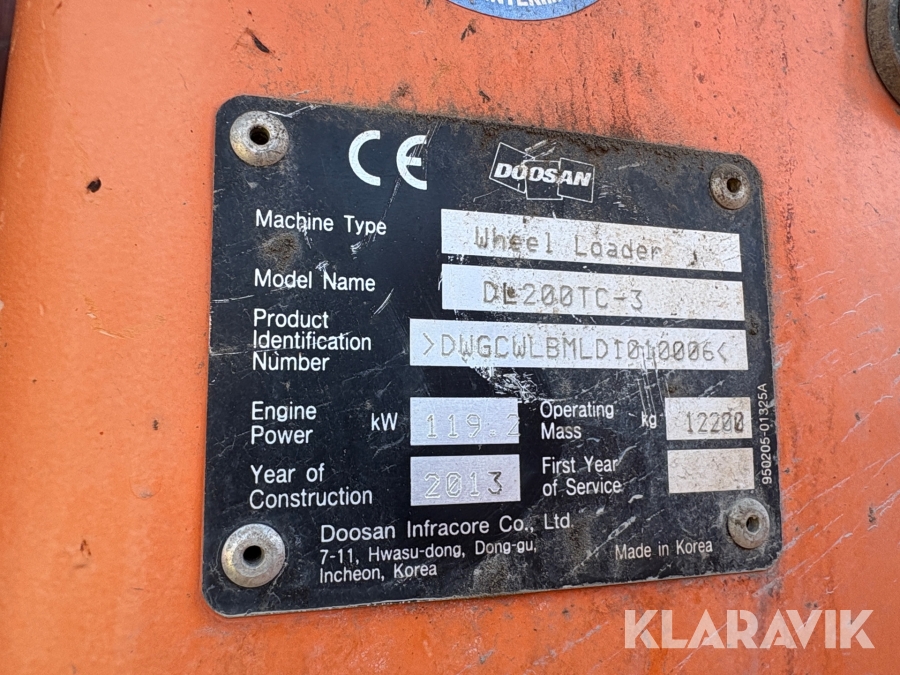 CE
DOOSAN
Machine Type Wheel Loader
Model Name DL200TC-3
Product
Identification
Number >DWGCWLBMLD1010006<
Engine
Power kW 119.2
Operating
Mass kg 12200
Year of
Construction 2013
First Year
of Service
Doosan Infracore Co., Ltd.
7-11, Hwasu-dong, Dong-gu,
Incheon, Korea
Made in Korea
950205-01325A
KLARAVIK